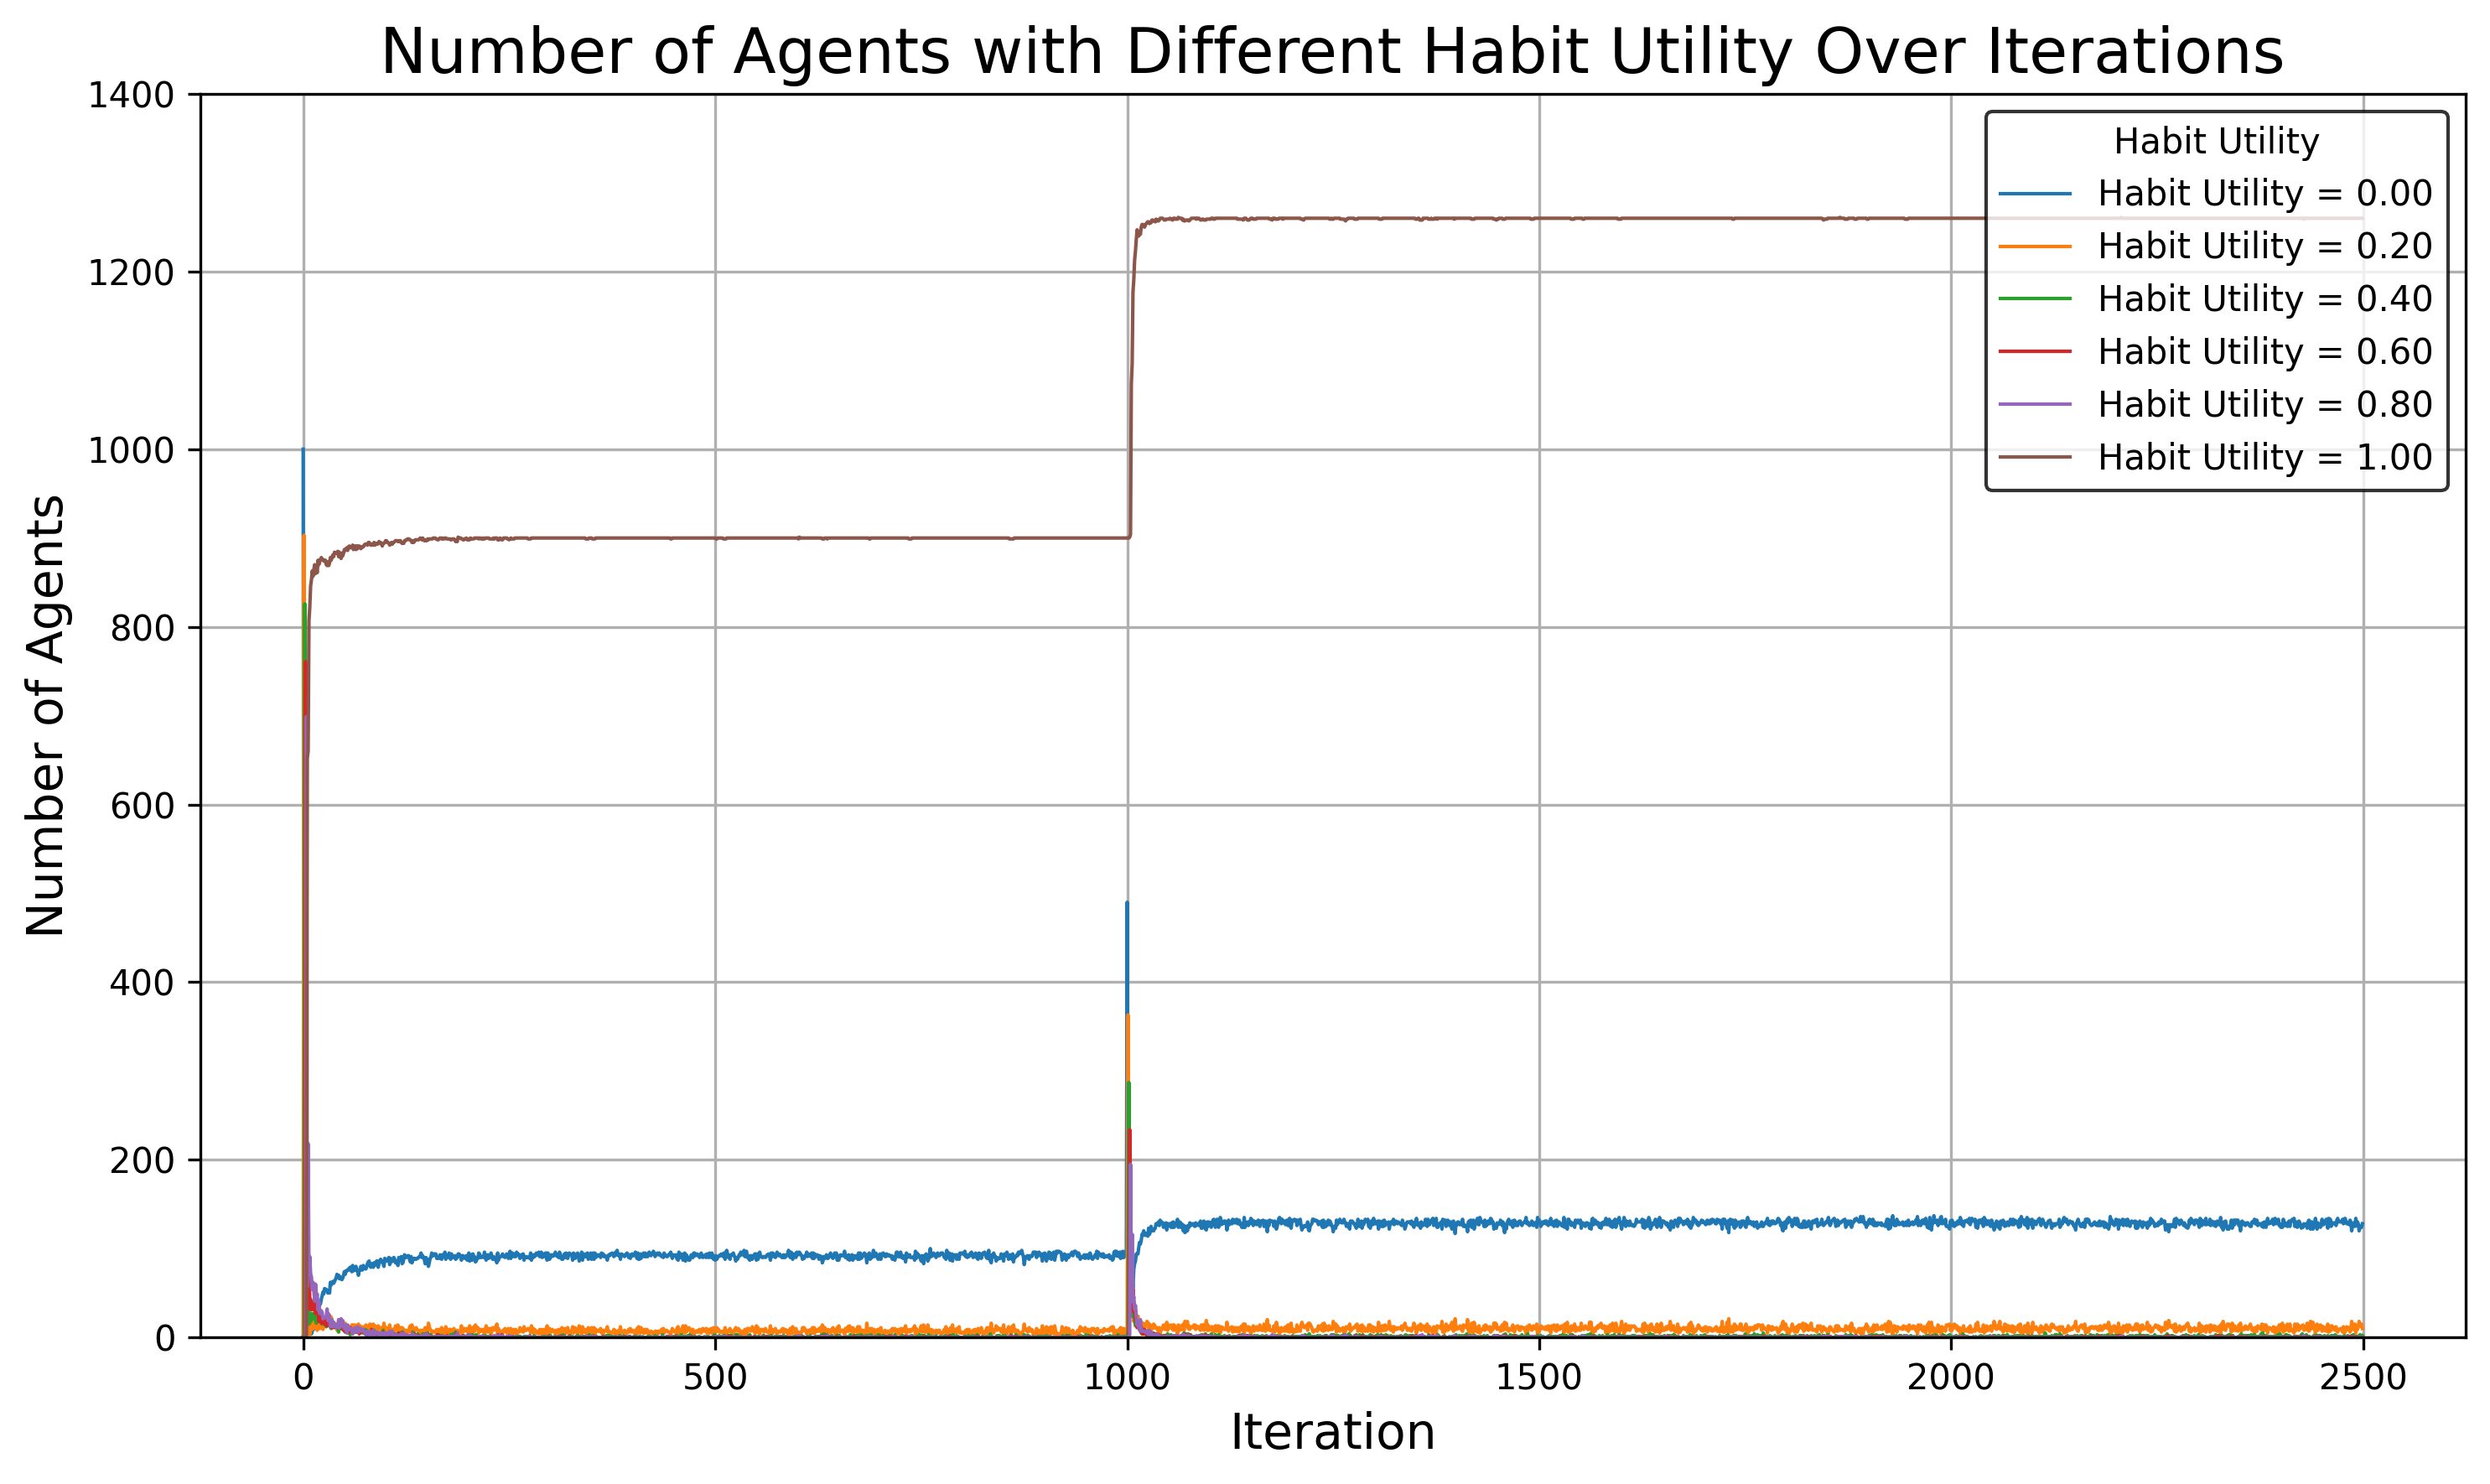 Number of Agents with Different Habit Utility Over Iterations
1400
1200
1000
800
600
400
200
0
Number of Agents
Habit Utility
Habit Utility = 0.00
Habit Utility = 0.20
Habit Utility = 0.40
Habit Utility = 0.60
Habit Utility = 0.80
Habit Utility = 1.00
0 500 1000 1500 2000 2500
Iteration